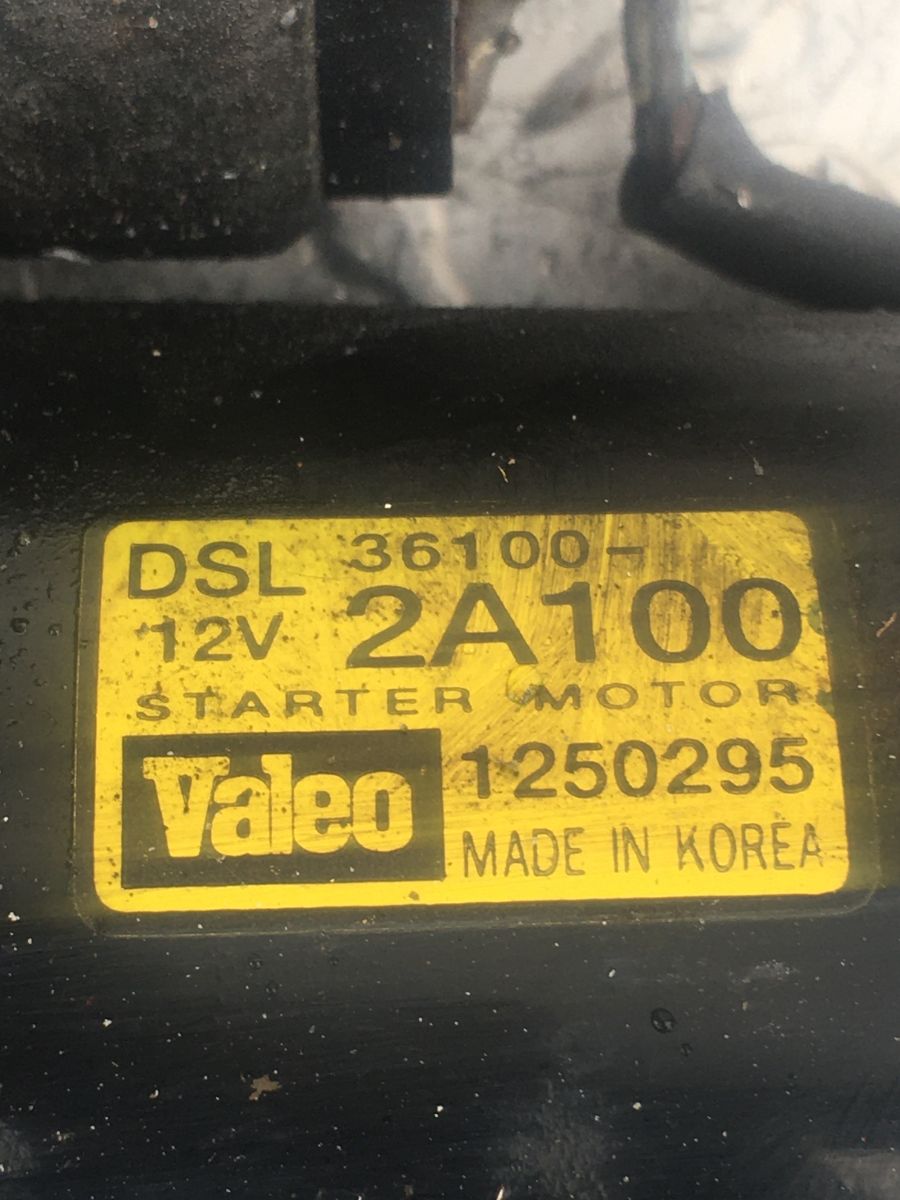 DSL 36100-
12V 2A100
STARTER MOTOR
Valeo 1250295
MADE IN KOREA